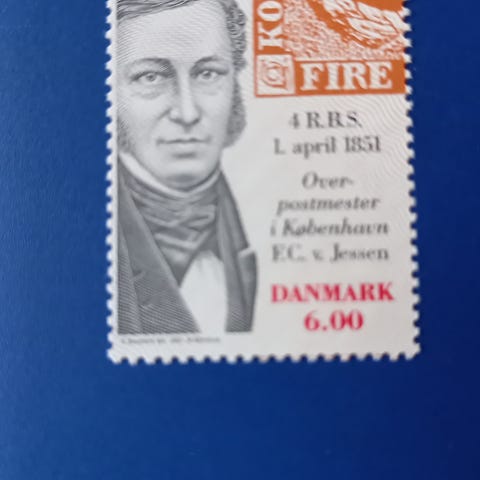 KO
FIRE
4 R.B.S.
1. april 1851
Over-
postmester
i København
F.C. v. Jessen
DANMARK
6.00